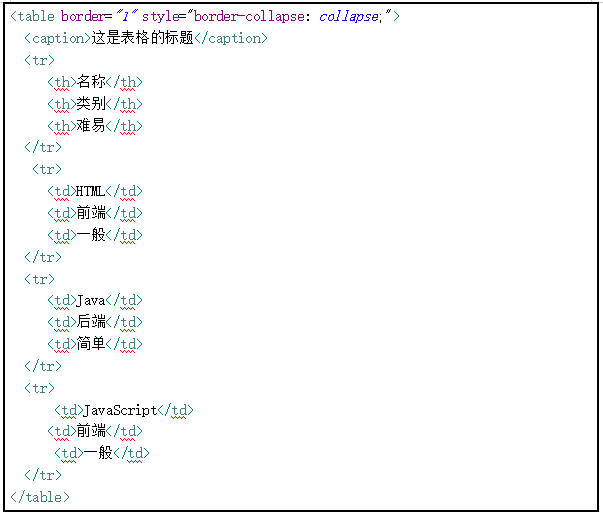 <table border="1" style="border-collapse: collapse;">
<caption>这是表格的标题</caption>
<tr>
<th>名称</th>
<th>类别</th>
<th>难易</th>
</tr>
<tr>
<td>HTML</td>
<td>前端</td>
<td>一般</td>
</tr>
<tr>
<td>Java</td>
<td>后端</td>
<td>简单</td>
</tr>
<tr>
<td>JavaScript</td>
<td>前端</td>
<td>一般</td>
</tr>
</table>